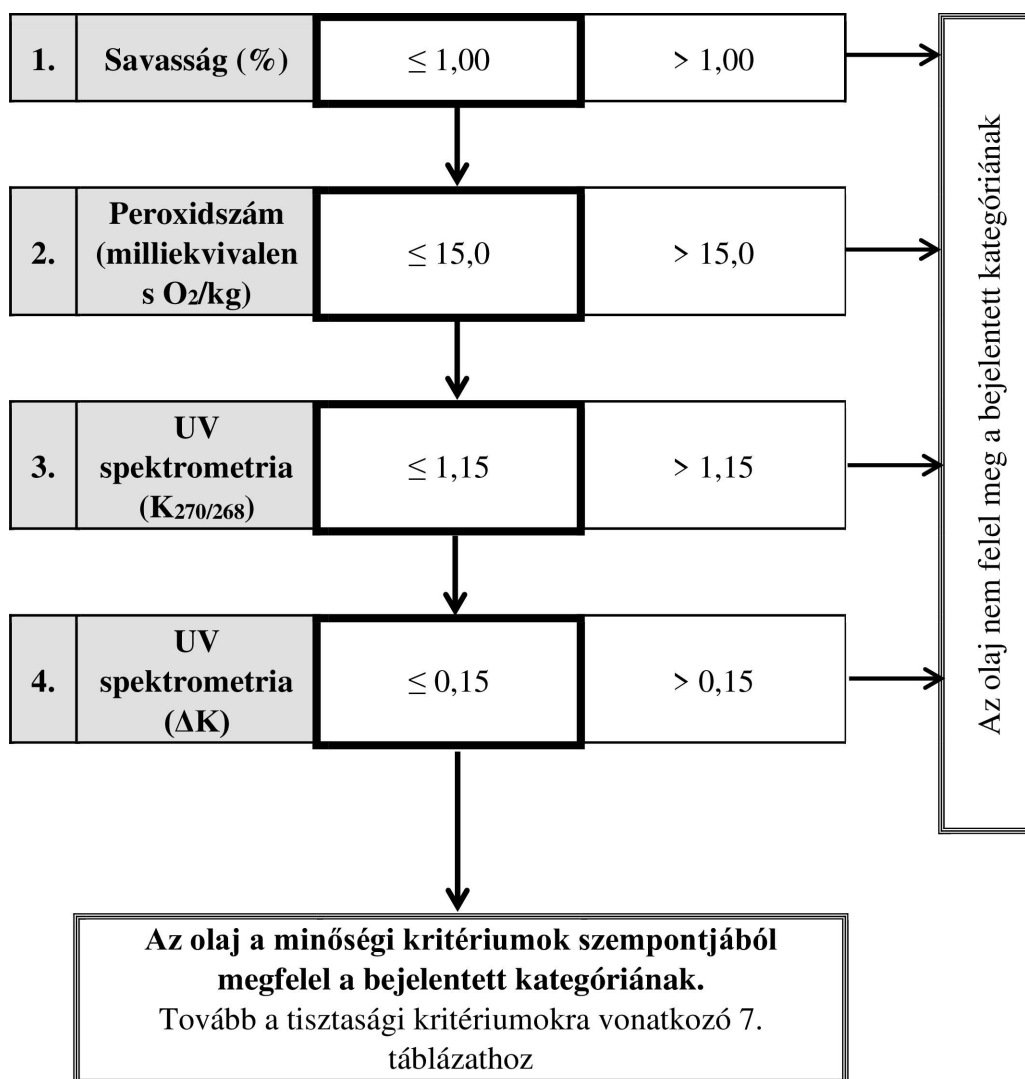 1. Savasság (%) ≤ 1,00 > 1,00
2. Peroxidszám
(milliekvivalen
s O₂/kg)
≤ 15,0 > 15,0
3. UV
spektrometria
(K₂₇₀/₂₆₈)
≤ 1,15 > 1,15
4. UV
spektrometria
(ΔK)
≤ 0,15 > 0,15
Az olaj nem felel meg a bejelentett kategóriának
Az olaj a minőségi kritériumok szempontjából
megfelel a bejelentett kategóriának.
Tovább a tisztasági kritériumokra vonatkozó 7.
táblázathoz